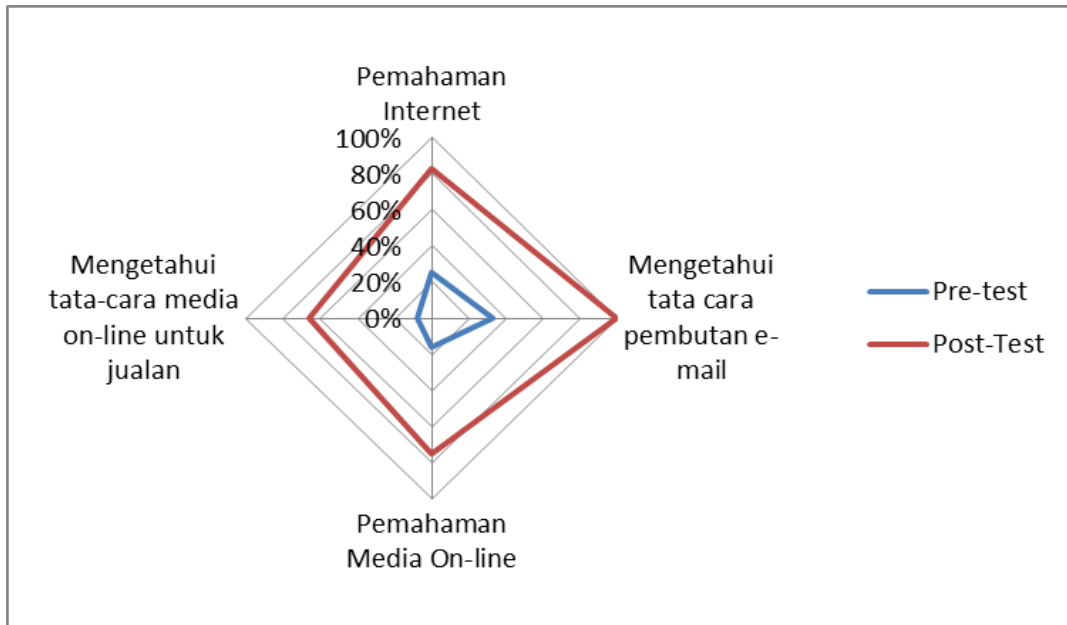 Pemahaman
Internet
100%
80%
60%
40%
20%
0%
Mengetahui
tata cara
pembutan e-
mail
Pemahaman
Media On-line
Mengetahui
tata-cara media
on-line untuk
jualan
Pre-test
Post-Test